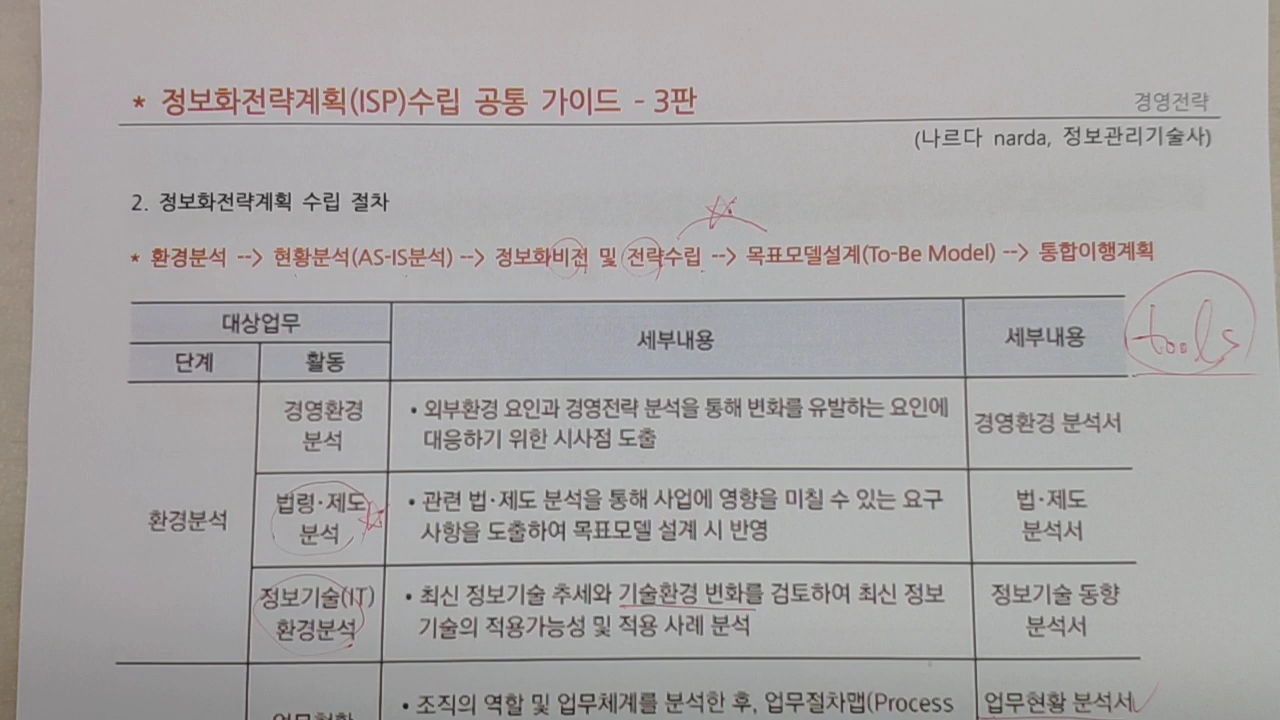 * 정보화전략계획(ISP)수립 공통 가이드 - 3판
경영전략
(나르다 narda, 정보관리기술사)
2. 정보화전략계획 수립 절차
* 환경분석 --> 현황분석(AS-IS분석) --> 정보화비전 및 전략수립 --> 목표모델설계(To-Be Model) --> 통합이행계획
대상업무
세부내용
세부내용
tools
단계
활동
경영환경
분석
• 외부환경 요인과 경영전략 분석을 통해 변화를 유발하는 요인에
대응하기 위한 시사점 도출
경영환경 분석서
환경분석
법령·제도
분석
• 관련 법·제도 분석을 통해 사업에 영향을 미칠 수 있는 요구
사항을 도출하여 목표모델 설계 시 반영
법·제도
분석서
정보기술(IT)
환경분석
• 최신 정보기술 추세와 기술환경 변화를 검토하여 최신 정보
기술의 적용가능성 및 적용 사례 분석
정보기술 동향
분석서
업무현황
• 조직의 역할 및 업무체계를 분석한 후, 업무절차맵(Process
업무현황 분석서